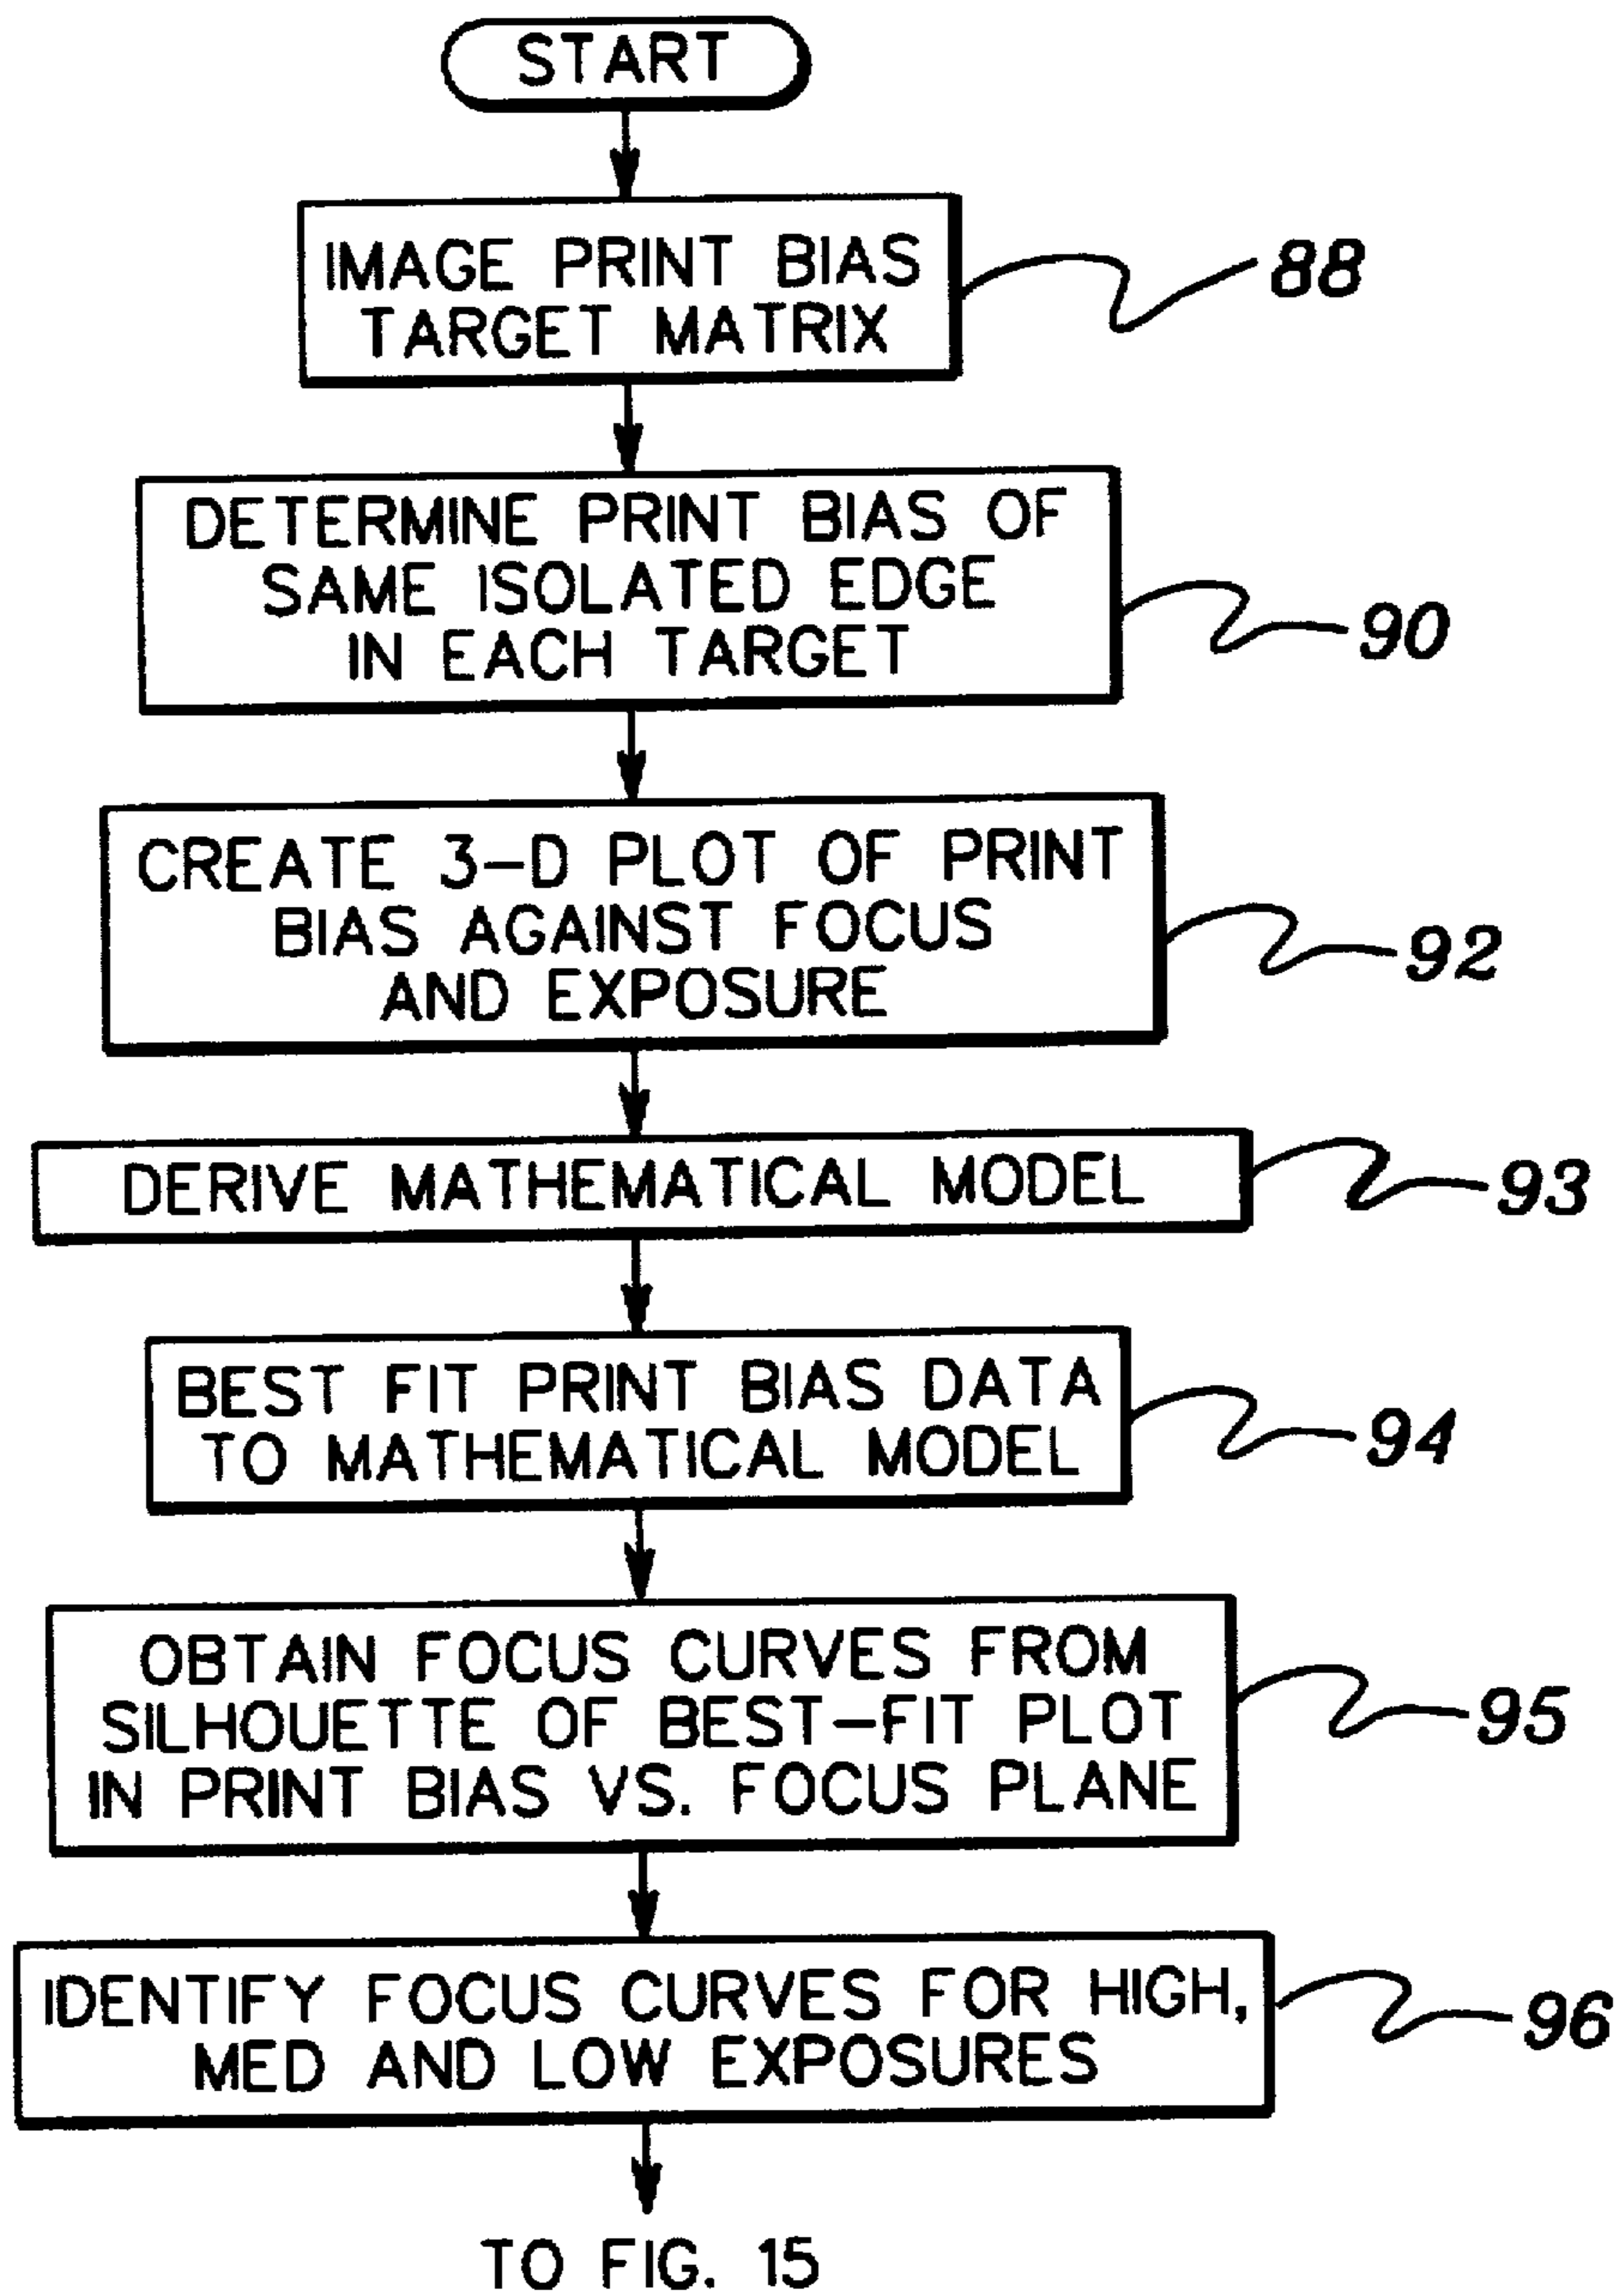 START
IMAGE PRINT BIAS
TARGET MATRIX
88
DETERMINE PRINT BIAS OF
SAME ISOLATED EDGE
IN EACH TARGET
90
CREATE 3-D PLOT OF PRINT
BIAS AGAINST FOCUS
AND EXPOSURE
92
DERIVE MATHEMATICAL MODEL
93
BEST FIT PRINT BIAS DATA
TO MATHEMATICAL MODEL
94
OBTAIN FOCUS CURVES FROM
SILHOUETTE OF BEST-FIT PLOT
IN PRINT BIAS VS. FOCUS PLANE
95
IDENTIFY FOCUS CURVES FOR HIGH,
MED AND LOW EXPOSURES
96
TO FIG. 15